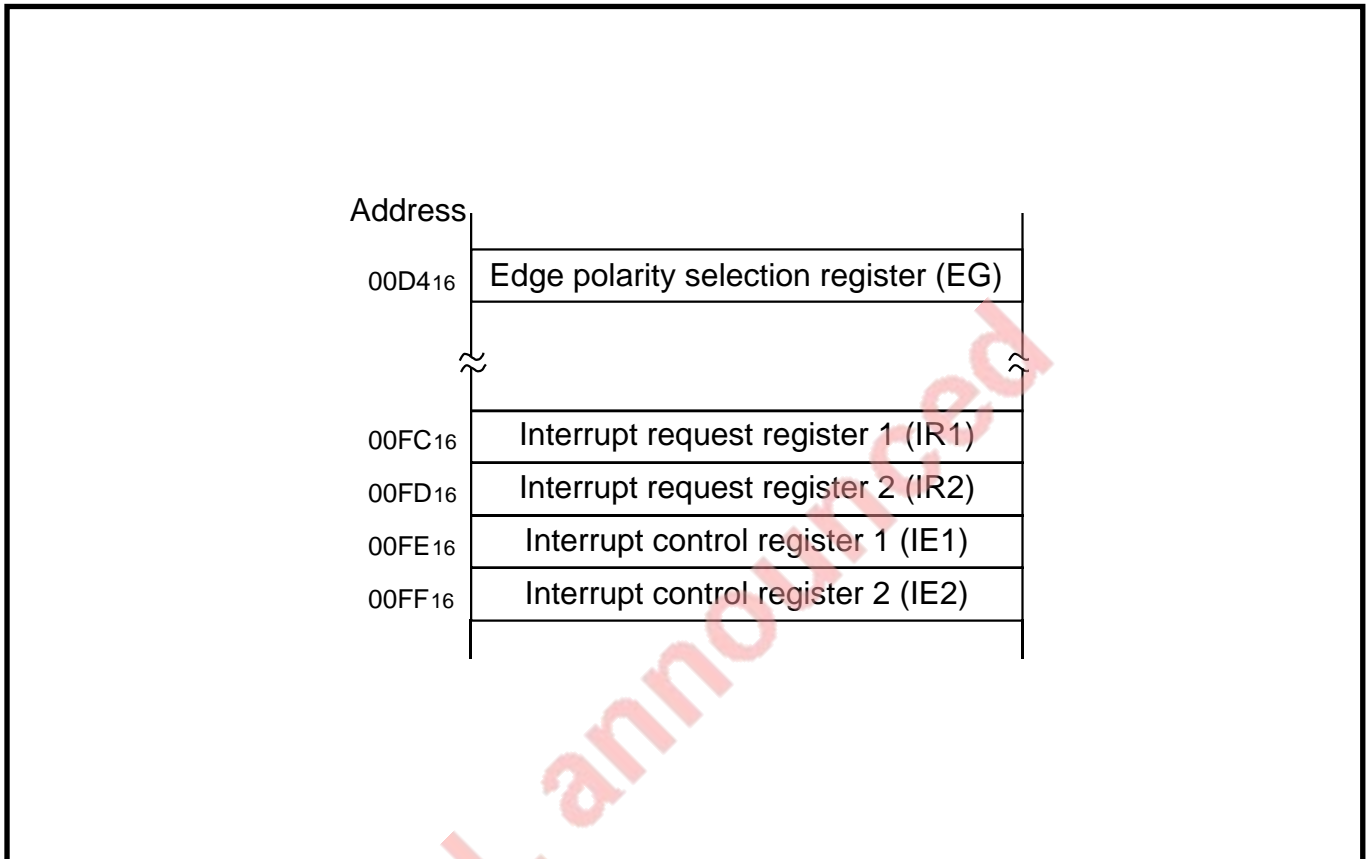 Address
00D416 Edge polarity selection register (EG)
00FC16 Interrupt request register 1 (IR1)
00FD16 Interrupt request register 2 (IR2)
00FE16 Interrupt control register 1 (IE1)
00FF16 Interrupt control register 2 (IE2)
announced